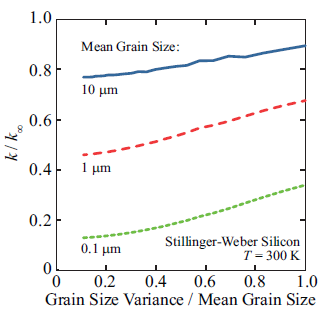 1.0
0.8
0.6
0.4
0.2
0
k / k∞
Mean Grain Size:
10 μm
1 μm
0.1 μm
Stillinger-Weber Silicon
T = 300 K
0 0.2 0.4 0.6 0.8 1.0
Grain Size Variance / Mean Grain Size